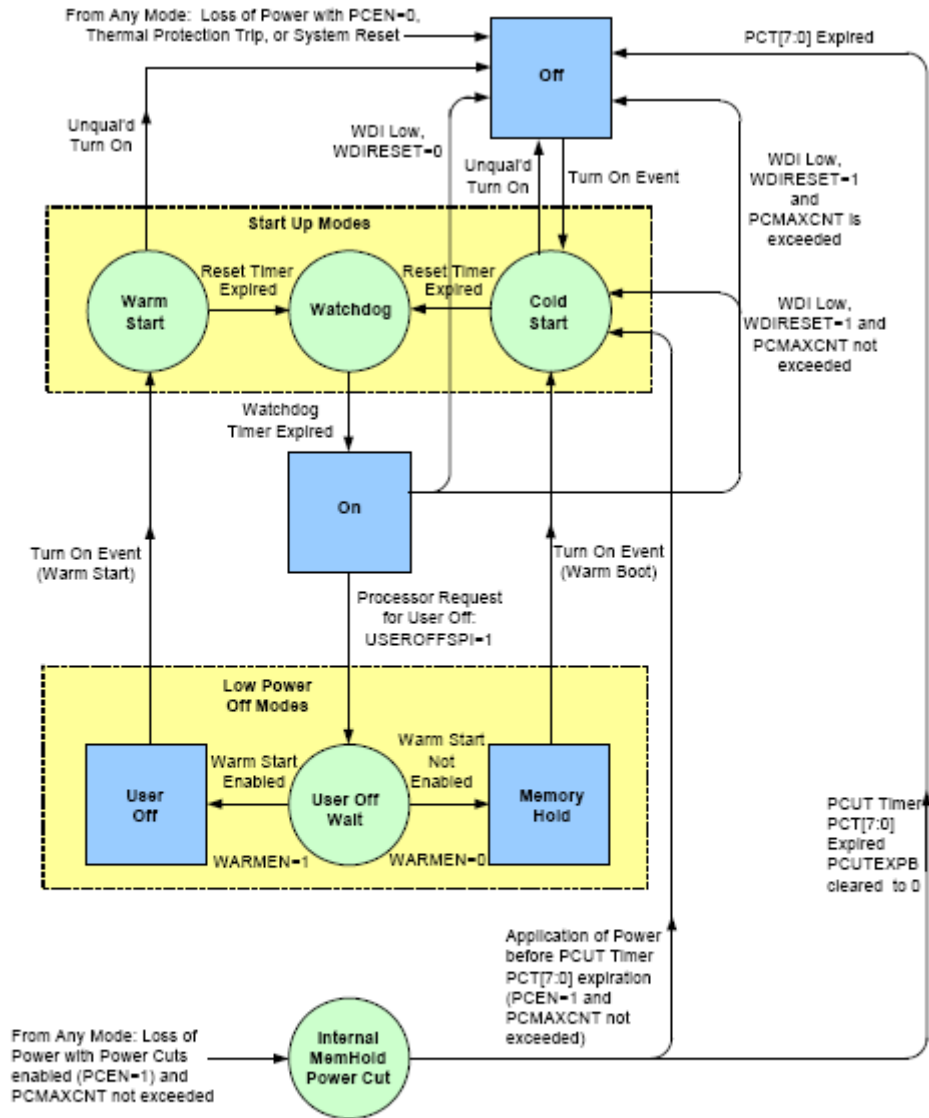 From Any Mode: Loss of Power with PCEN=0,
Thermal Protection Trip, or System Reset
Off
PCT[7:0] Expired
Unqual'd
Turn On
WDI Low,
WDIRESET=0
Unqual'd
Turn On
Turn On Event
WDI Low,
WDIRESET=1
and
PCMAXCNT is
exceeded
Start Up Modes
Warm
Start
Reset Timer
Expired
Watchdog
Reset Timer
Expired
Cold
Start
WDI Low,
WDIRESET=1 and
PCMAXCNT not
exceeded
Watchdog
Timer Expired
On
Turn On Event
(Warm Start)
Turn On Event
(Warm Boot)
Processor Request
for User Off:
USEROFFSPI=1
Low Power
Off Modes
User
Off
Warm Start
Enabled
User Off
Wait
Warm Start
Not
Enabled
Memory
Hold
WARMEN=1
WARMEN=0
PCUT Timer
PCT[7:0]
Expired
PCUTEXPB
cleared to 0
Application of Power
before PCUT Timer
PCT[7:0] expiration
(PCEN=1 and
PCMAXCNT not
exceeded)
From Any Mode: Loss of
Power with Power Cuts
enabled (PCEN=1) and
PCMAXCNT not exceeded
Internal
MemHold
Power Cut